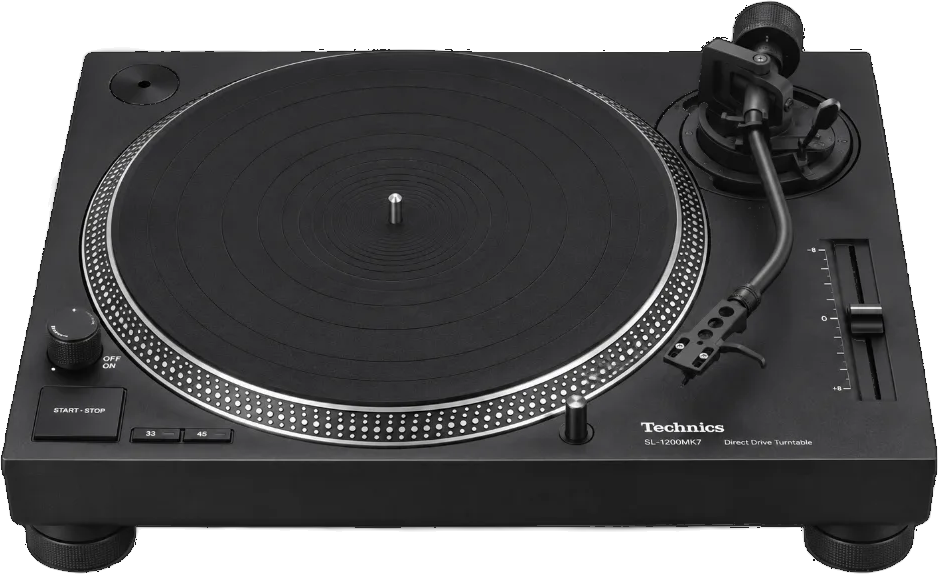 -8
0
+8
OFF
ON
START • STOP
33
45
Technics
SL-1200MK7 Direct Drive Turntable